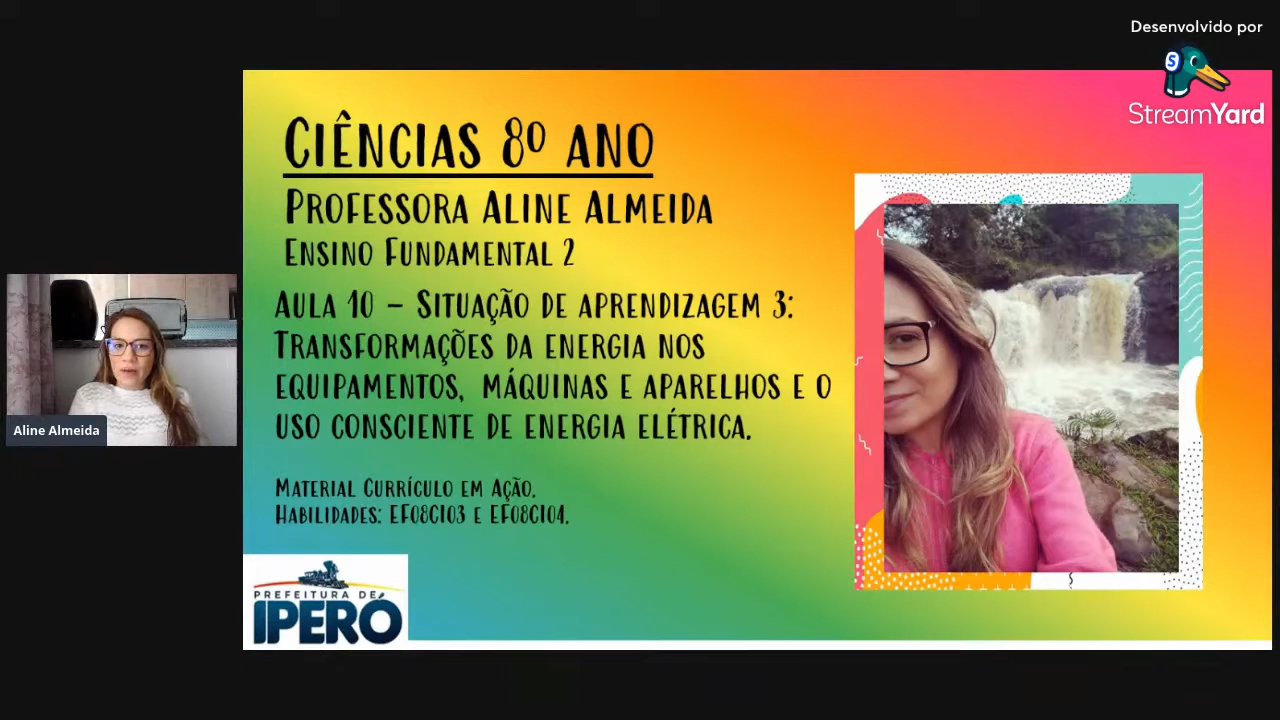 Desenvolvido por
StreamYard
CIÊNCIAS 8º ANO
PROFESSORA ALINE ALMEIDA
ENSINO FUNDAMENTAL 2
AULA 10 – SITUAÇÃO DE APRENDIZAGEM 3:
TRANSFORMAÇÕES DA ENERGIA NOS
EQUIPAMENTOS, MÁQUINAS E APARELHOS E O
USO CONSCIENTE DE ENERGIA ELÉTRICA.
MATERIAL CURRÍCULO EM AÇÃO.
HABILIDADES: EF08CI03 E EF08CI04.
Aline Almeida
PREFEITURA DE
IPERÓ